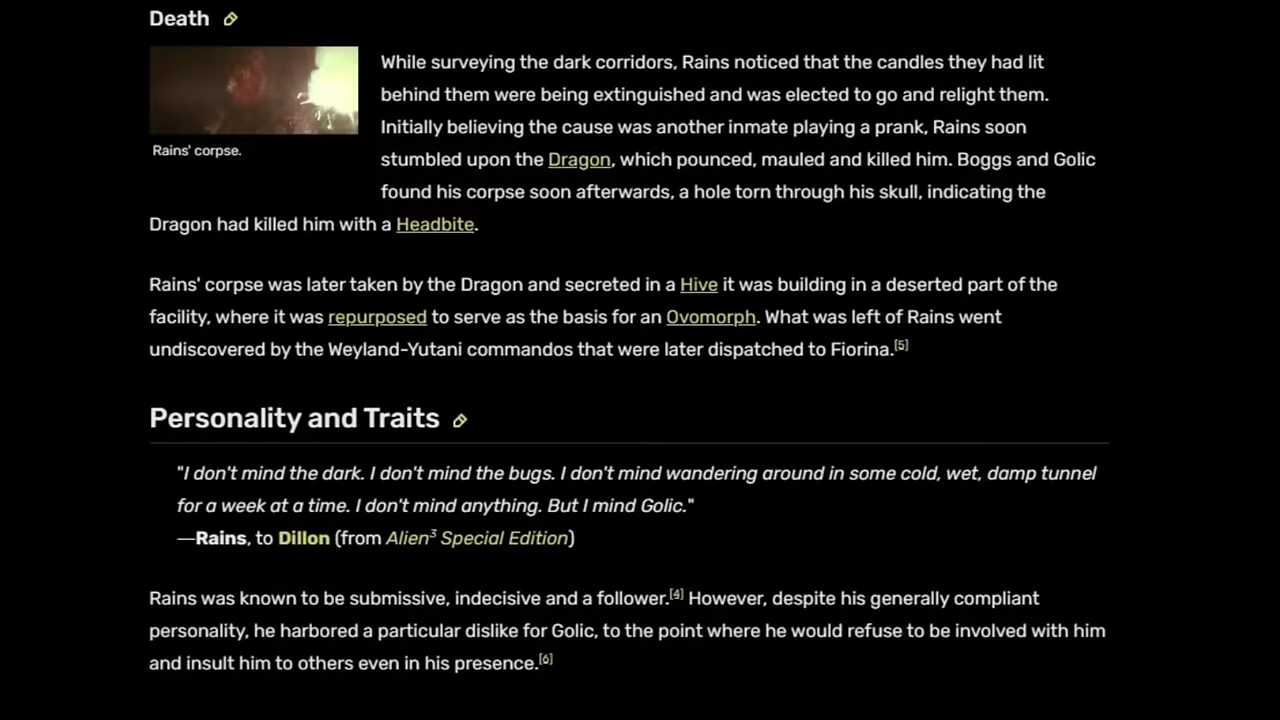 Death
While surveying the dark corridors, Rains noticed that the candles they had lit
behind them were being extinguished and was elected to go and relight them.
Initially believing the cause was another inmate playing a prank, Rains soon
stumbled upon the Dragon, which pounced, mauled and killed him. Boggs and Golic
found his corpse soon afterwards, a hole torn through his skull, indicating the
Dragon had killed him with a Headbite.
Rains' corpse.
Rains' corpse was later taken by the Dragon and secreted in a Hive it was building in a deserted part of the
facility, where it was repurposed to serve as the basis for an Ovomorph. What was left of Rains went
undiscovered by the Weyland-Yutani commandos that were later dispatched to Fiorina.[5]
Personality and Traits
"I don't mind the dark. I don't mind the bugs. I don't mind wandering around in some cold, wet, damp tunnel
for a week at a time. I don't mind anything. But I mind Golic."
—Rains, to Dillon (from Alien³ Special Edition)
Rains was known to be submissive, indecisive and a follower.[4] However, despite his generally compliant
personality, he harbored a particular dislike for Golic, to the point where he would refuse to be involved with him
and insult him to others even in his presence.[6]